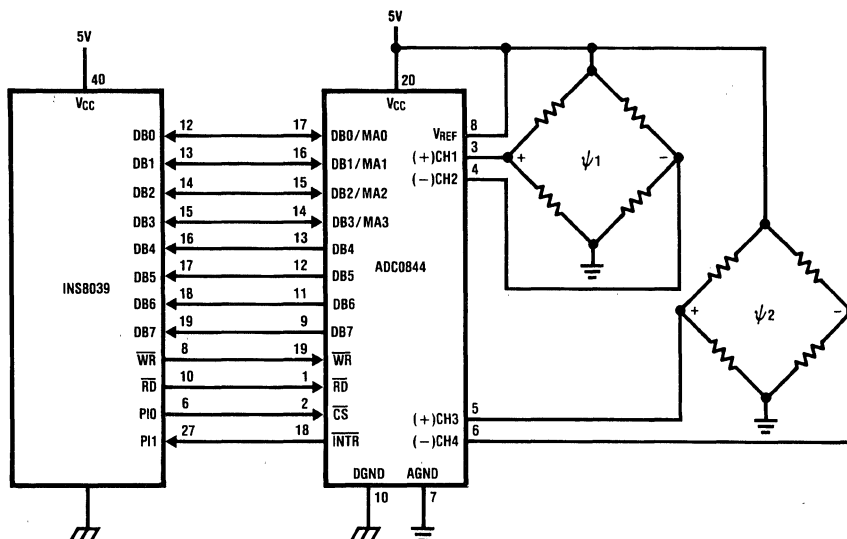 5V
5V
40
20
VCC
VCC
VREF
8
DB0
12
17
DB0/MA0
(+)CH1
3
DB1
13
16
DB1/MA1
(−)CH2
4
DB2
14
15
DB2/MA2
DB3
15
14
DB3/MA3
DB4
16
13
DB4
DB5
17
12
DB5
DB6
18
11
DB6
DB7
19
9
DB7
WR
8
19
WR
RD
10
1
RD
PI0
6
2
CS
PI1
27
18
INTR
INS8039
ADC0844
+
ψ1
−
+
ψ2
−
(+)CH3
5
(−)CH4
6
DGND
AGND
10
7